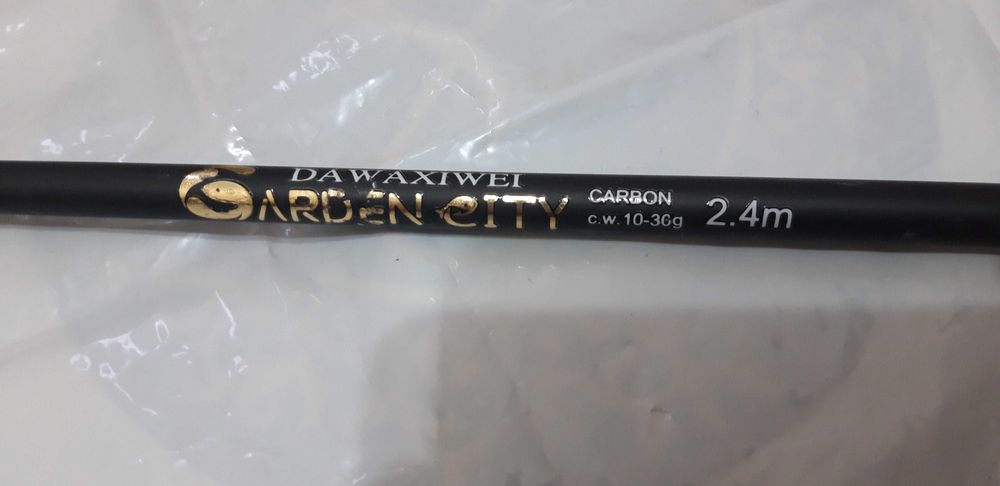 DAWAXIWEI
GARDEN CITY
CARBON
c.w. 10-30g
2.4m